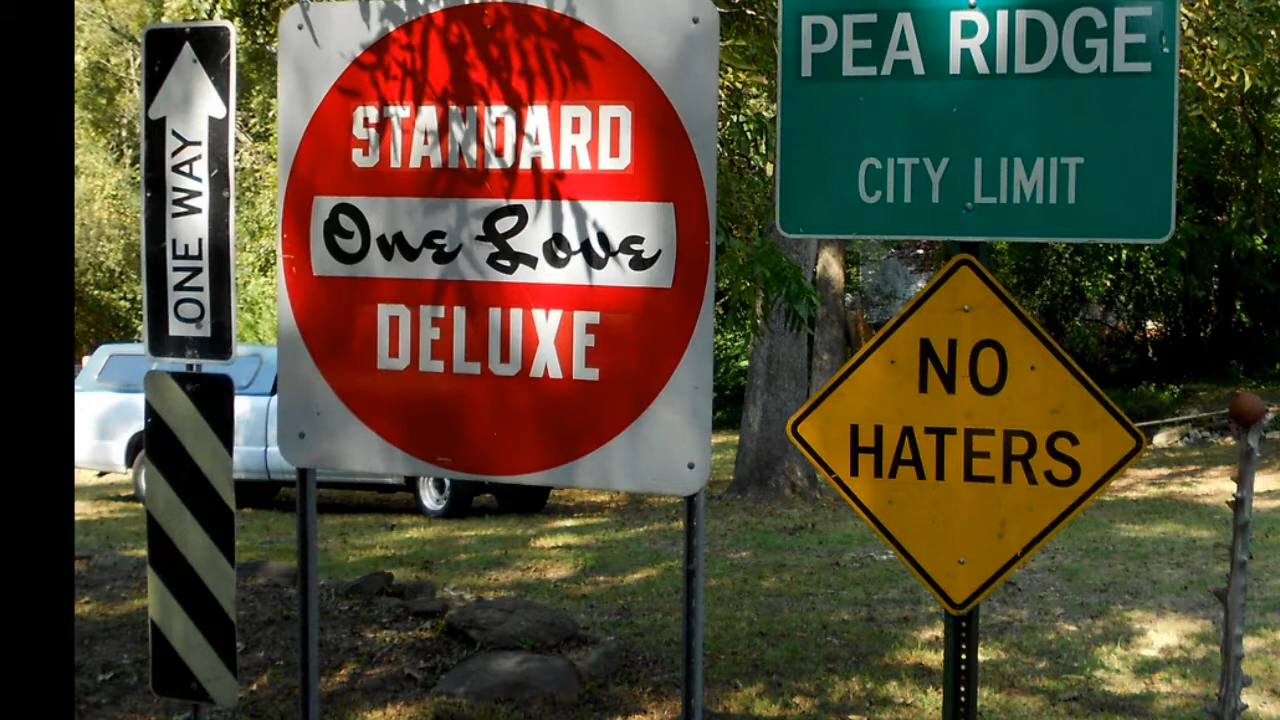 ONE WAY
STANDARD
One Love
DELUXE
PEA RIDGE
CITY LIMIT
NO
HATERS